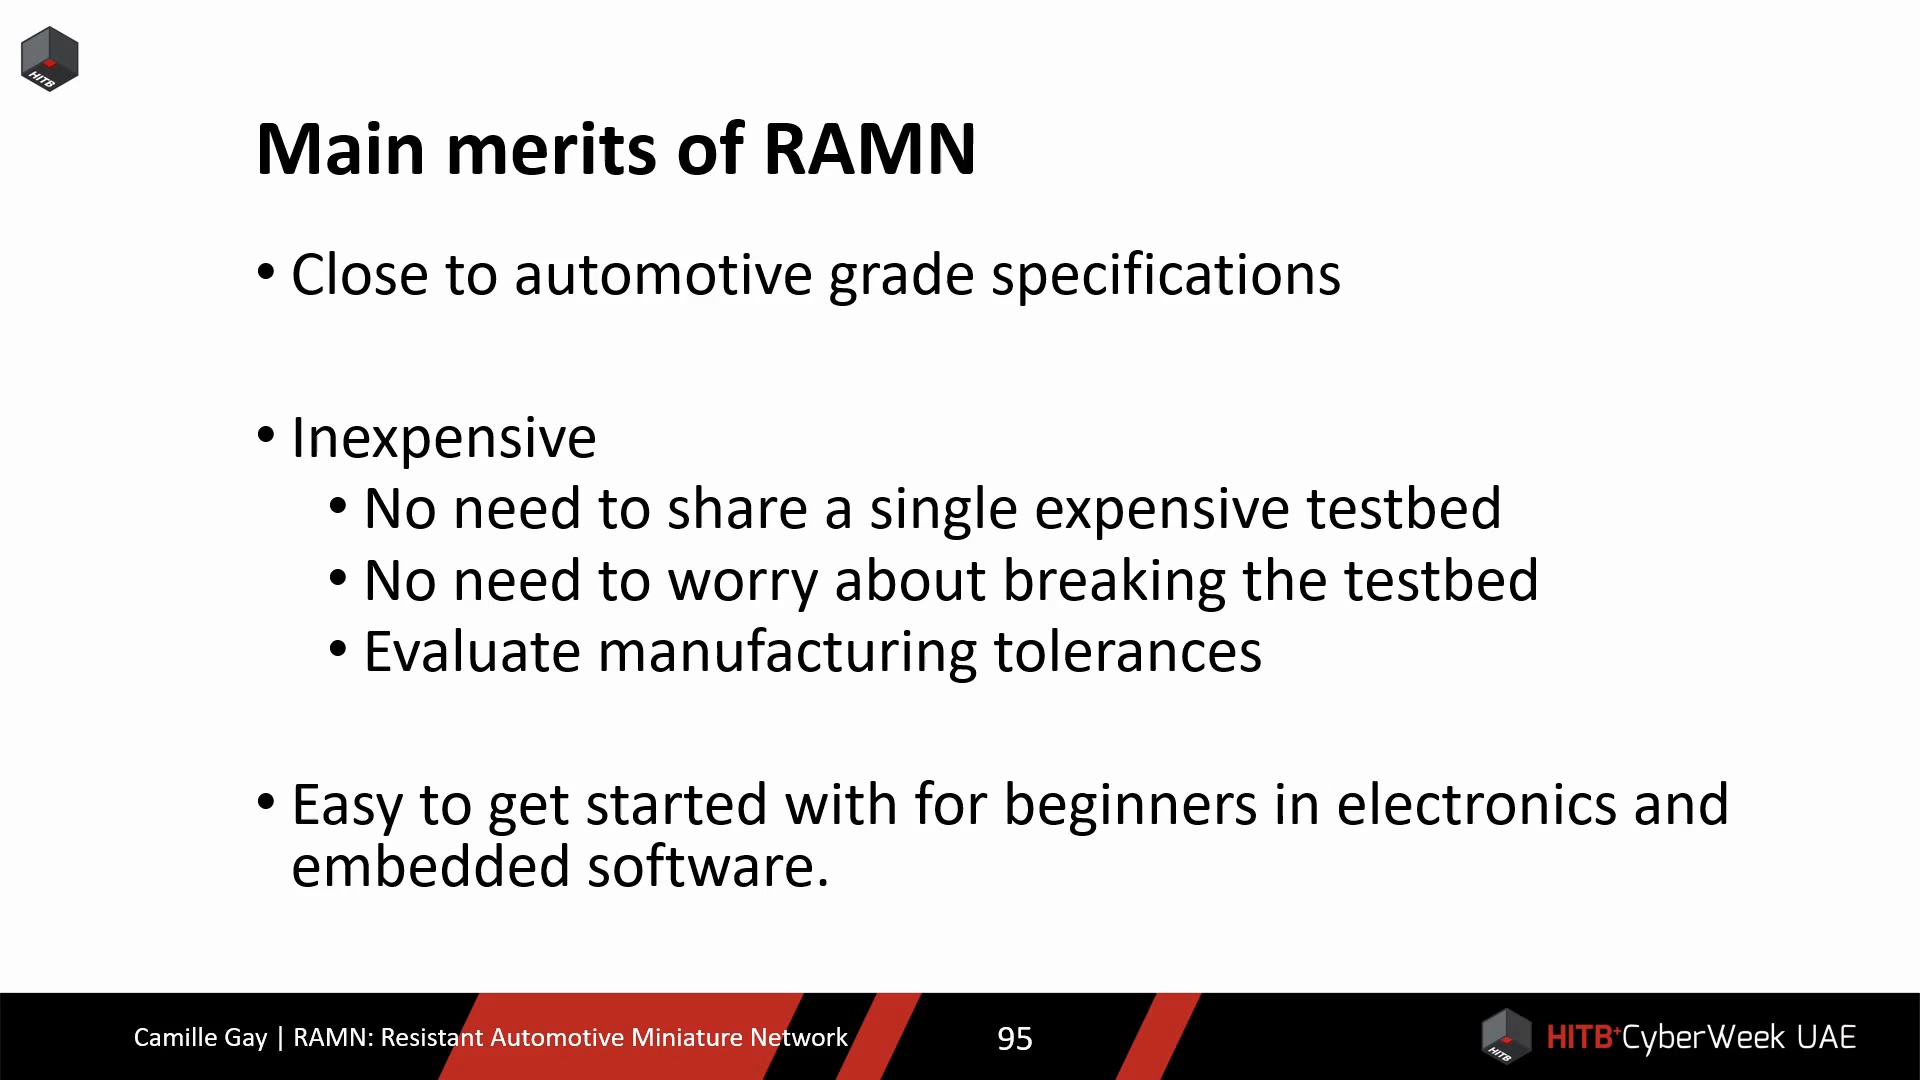 HITB
Main merits of RAMN
• Close to automotive grade specifications
• Inexpensive
• No need to share a single expensive testbed
• No need to worry about breaking the testbed
• Evaluate manufacturing tolerances
• Easy to get started with for beginners in electronics and
embedded software.
Camille Gay | RAMN: Resistant Automotive Miniature Network
95
HITB
HITB+CyberWeek UAE